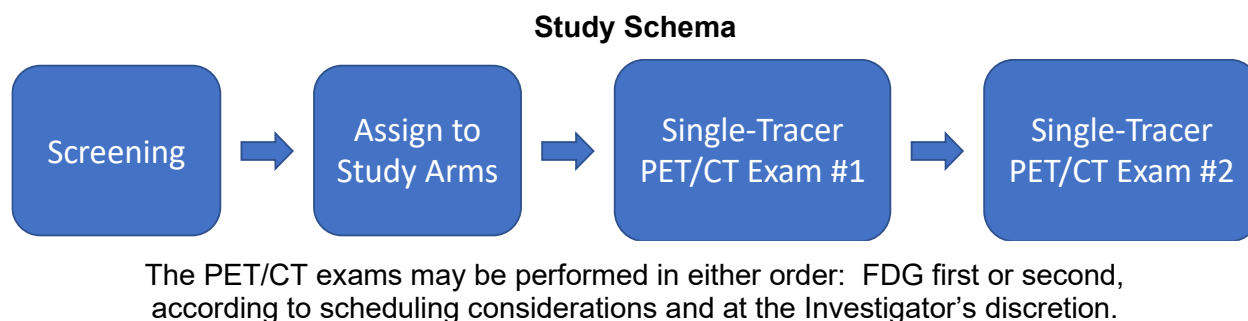 Study Schema
Screening
Assign to
Study Arms
Single-Tracer
PET/CT Exam #1
Single-Tracer
PET/CT Exam #2
The PET/CT exams may be performed in either order:  FDG first or second,
according to scheduling considerations and at the Investigator's discretion.